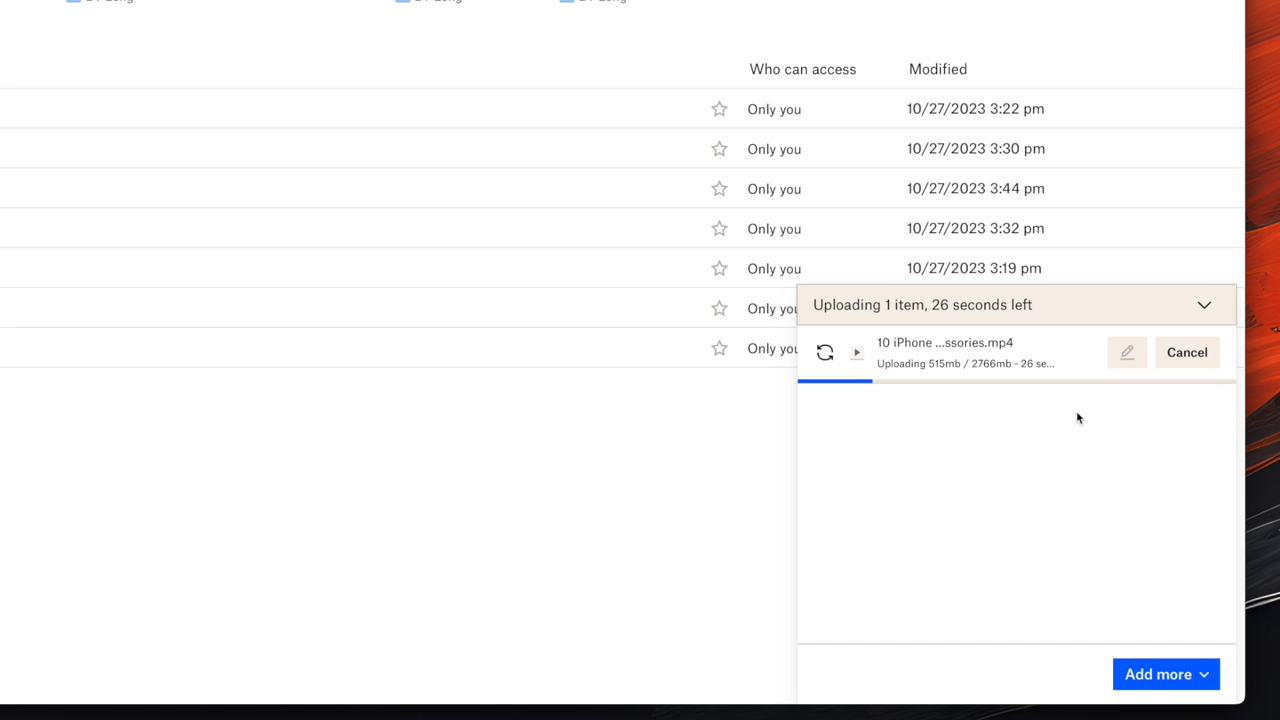 Who can access Modified
Only you 10/27/2023 3:22 pm
Only you 10/27/2023 3:30 pm
Only you 10/27/2023 3:44 pm
Only you 10/27/2023 3:32 pm
Only you 10/27/2023 3:19 pm
Only
Only
Uploading 1 item, 26 seconds left
10 iPhone ...ssories.mp4
Uploading 515mb / 2766mb - 26 se...
Cancel
Add more